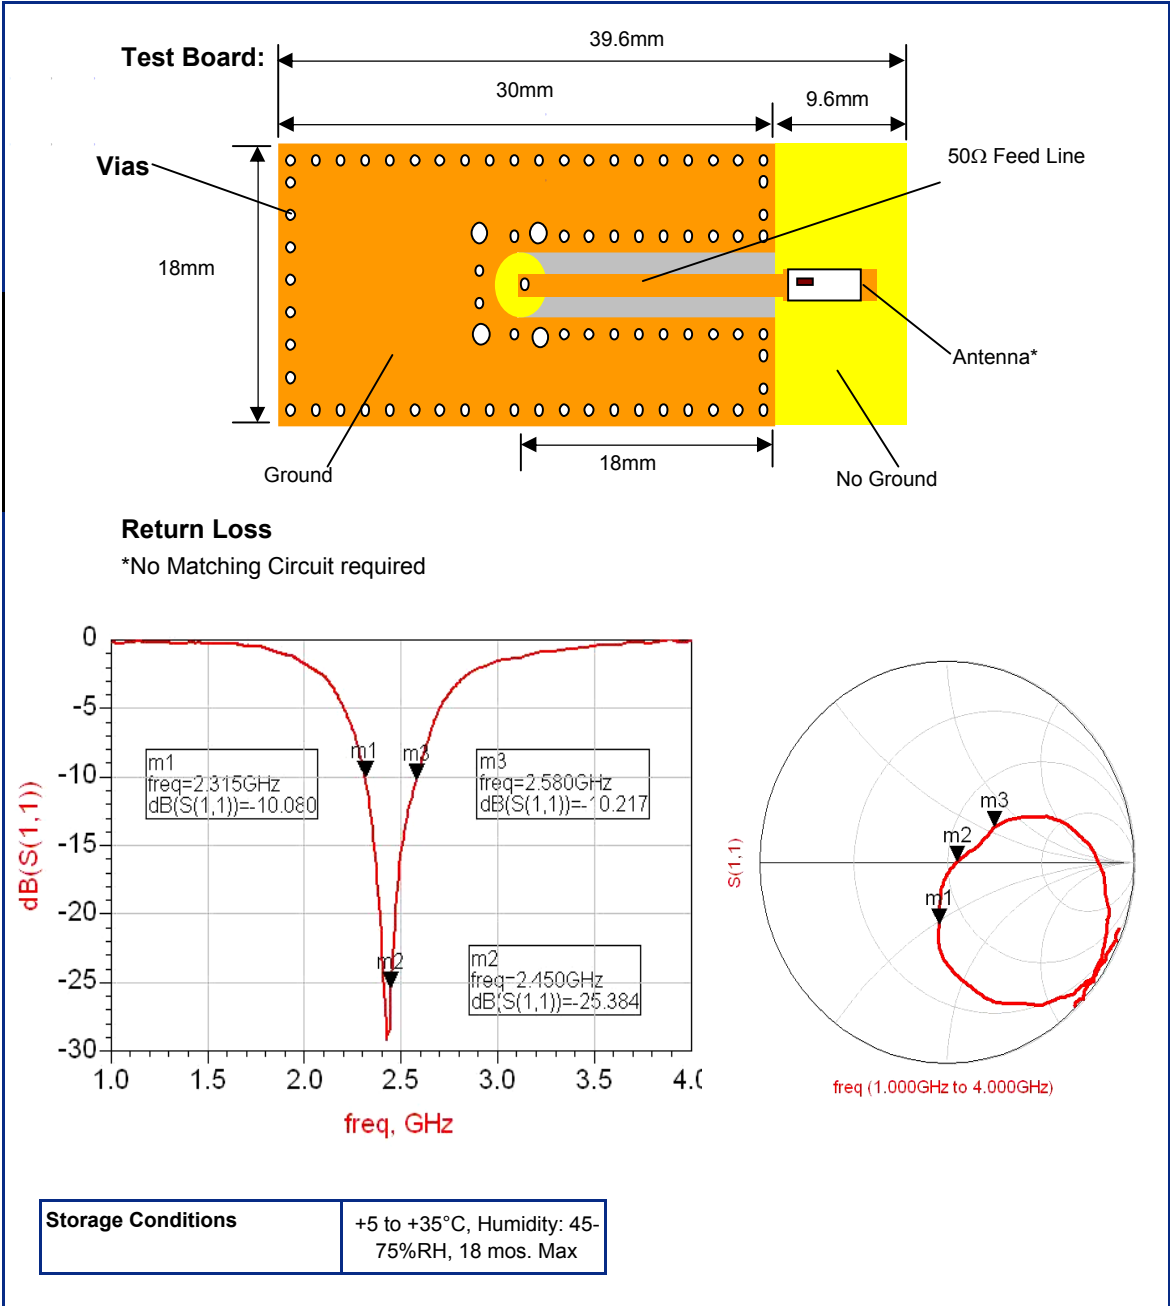 Test Board:
39.6mm
30mm
9.6mm
Vias
50Ω Feed Line
18mm
Antenna*
18mm
Ground
No Ground
Return Loss
*No Matching Circuit required
0
-5
-10
-15
-20
-25
-30
dB(S(1,1))
m1
freq=2.315GHz
dB(S(1,1))=-10.080
m1
m3
m3
freq=2.580GHz
dB(S(1,1))=-10.217
m2
m2
freq=2.450GHz
dB(S(1,1))=-25.384
1.0
1.5
2.0
2.5
3.0
3.5
4.0
freq, GHz
S(1,1)
m3
m2
m1
freq (1.000GHz to 4.000GHz)
Storage Conditions
+5 to +35°C, Humidity: 45-
75%RH, 18 mos. Max